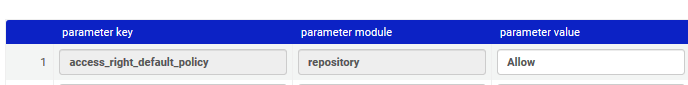 parameter key parameter module parameter value
1 access_right_default_policy repository Allow